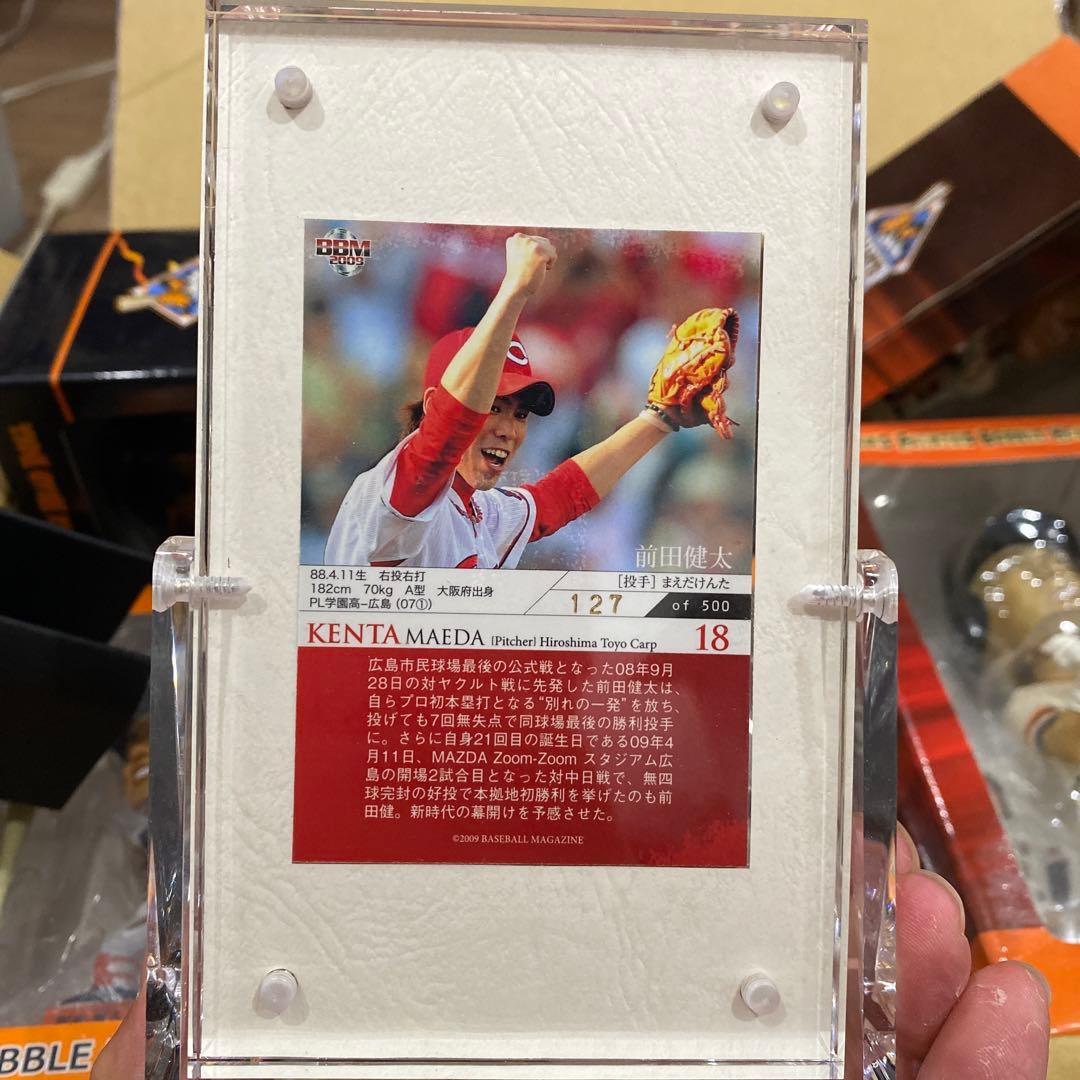 BBM
2009
前田健太
88.4.11生 右投右打
182cm 70kg A型 大阪府出身
PL学園高–広島 (07①)
[投手] まえだけんた
127 of 500
KENTA MAEDA [Pitcher] Hiroshima Toyo Carp 18
広島市民球場最後の公式戦となった08年9月
28日の対ヤクルト戦に先発した前田健太は、
自らプロ初本塁打となる“別れの一発”を放ち、
投げても7回無失点で同球場最後の勝利投手
に。さらに自身21回目の誕生日である09年4
月11日、MAZDA Zoom-Zoom スタジアム広
島の開場2試合目となった対中日戦で、無四
球完封の好投で本拠地初勝利を挙げたのも前
田健。新時代の幕開けを予感させた。
©2009 BASEBALL MAGAZINE
BBLE